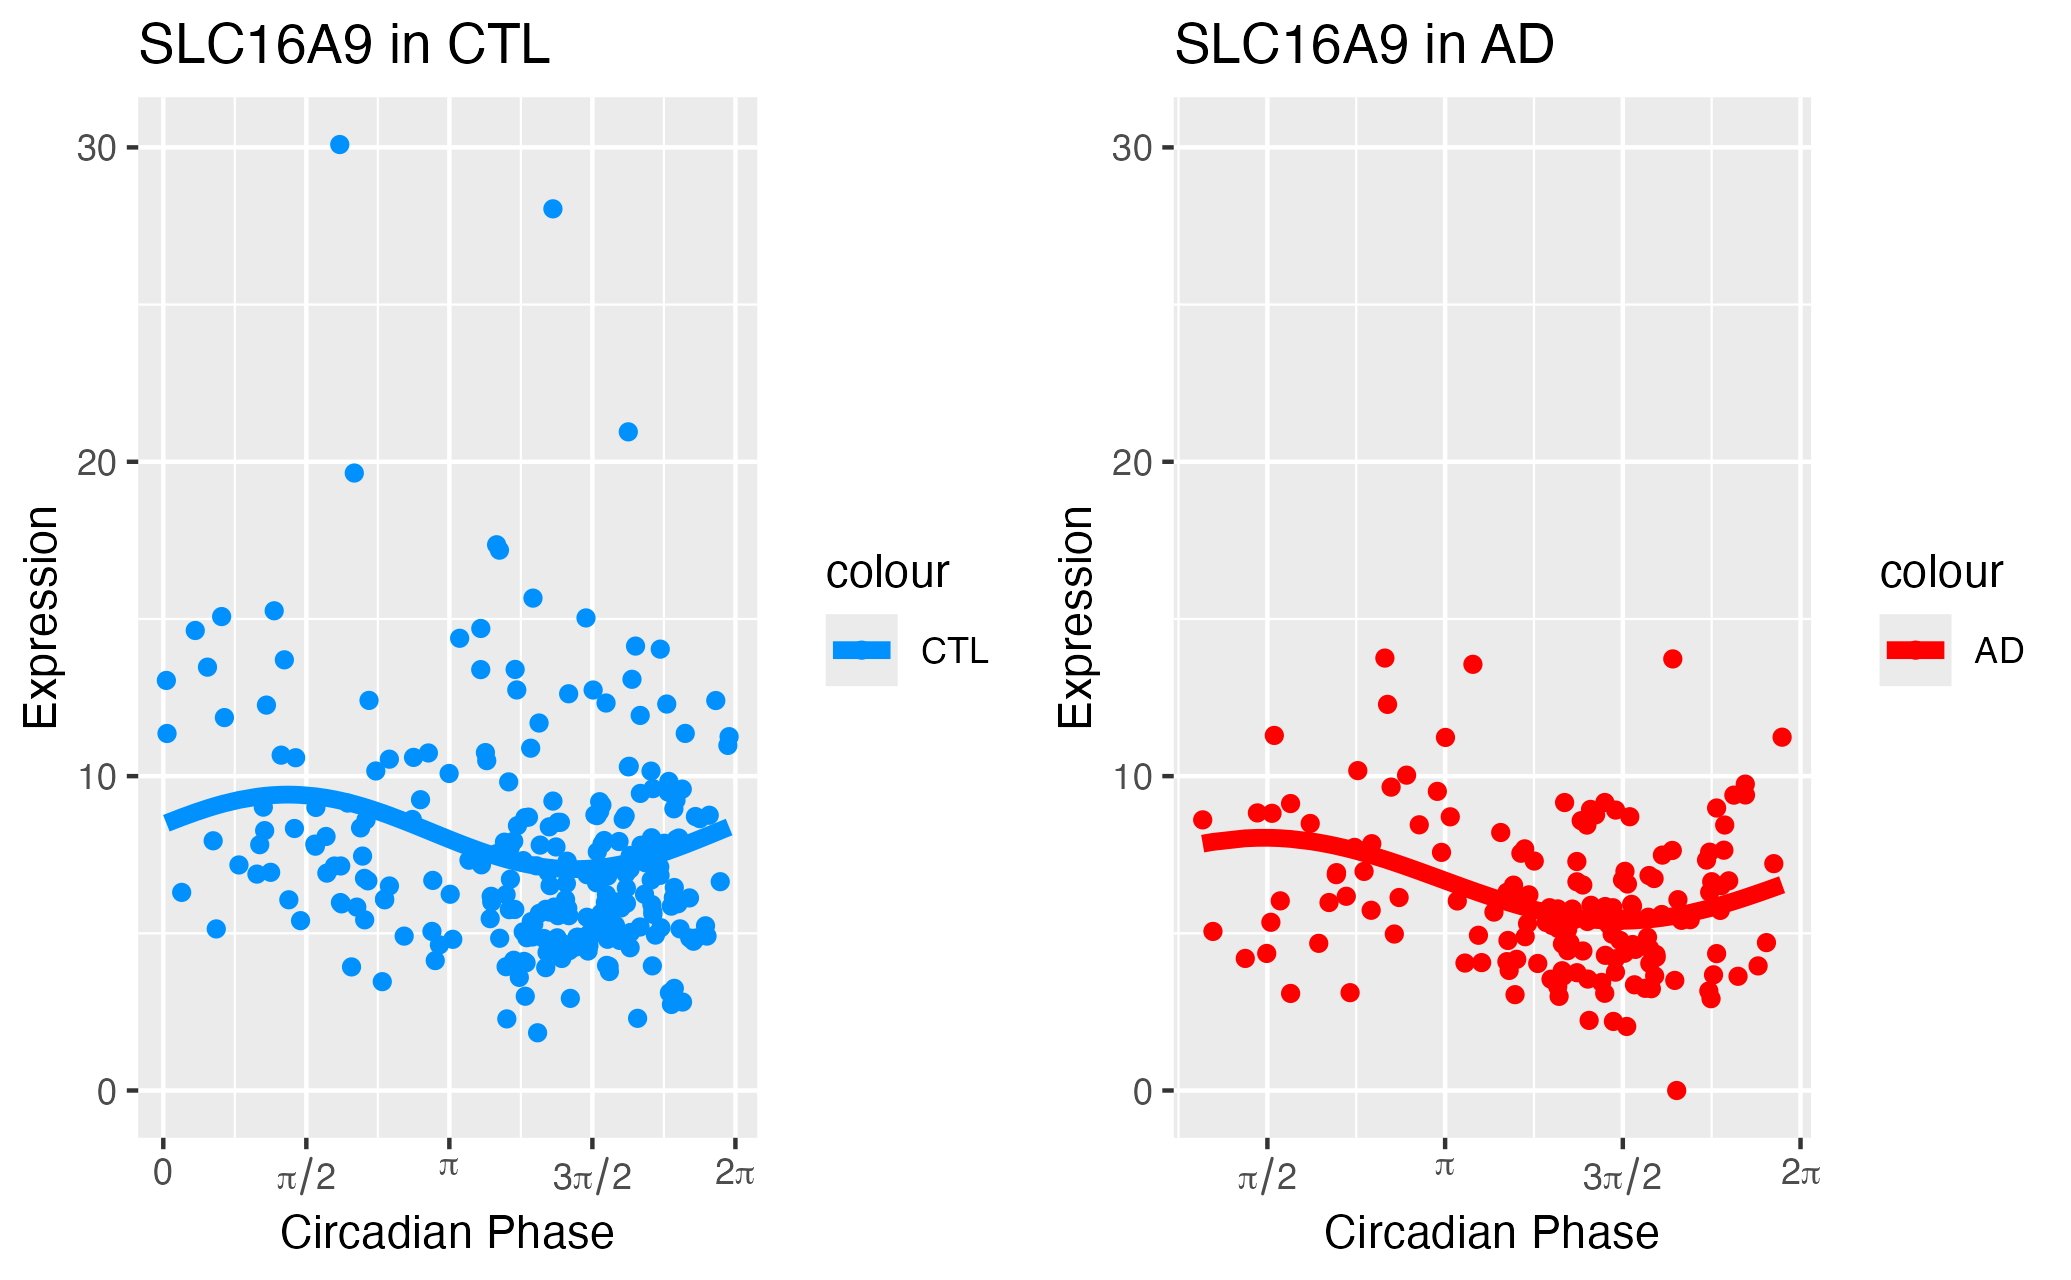 SLC16A9 in CTL
30
20
10
0
Expression
0
π/2
π
3π/2
2π
Circadian Phase
colour
CTL
SLC16A9 in AD
30
20
10
0
Expression
π/2
π
3π/2
2π
Circadian Phase
colour
AD